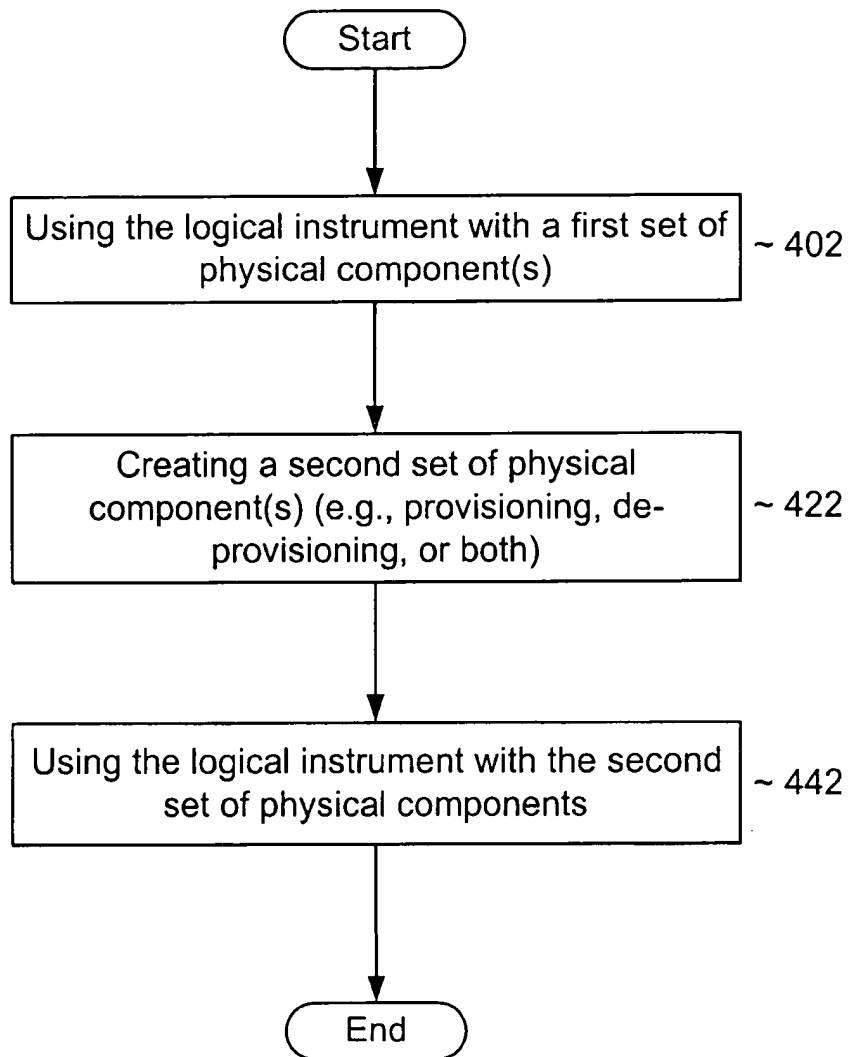 Start
Using the logical instrument with a first set of
physical component(s)
~ 402
Creating a second set of physical
component(s) (e.g., provisioning, de-
provisioning, or both)
~ 422
Using the logical instrument with the second
set of physical components
~ 442
End